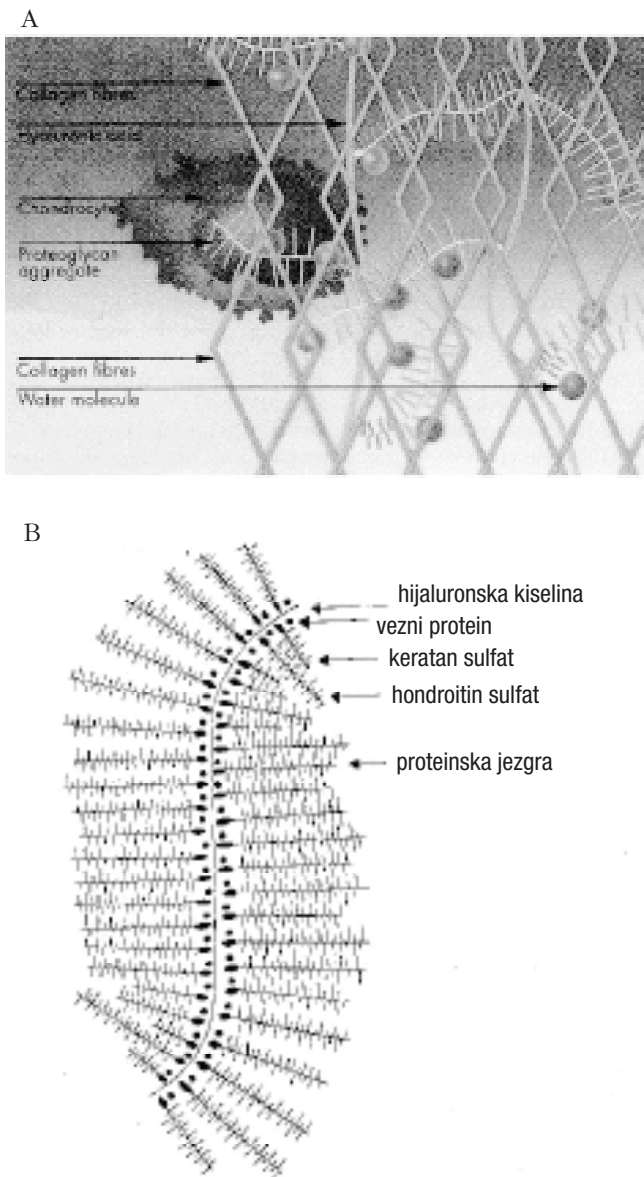 A
Collagen fibres
Hyaluronic acid
Chondrocyte
Proteoglycan
aggregate
Collagen fibres
Water molecule
B
hijaluronska kiselina
vezni protein
keratan sulfat
hondroitin sulfat
proteinska jezgra